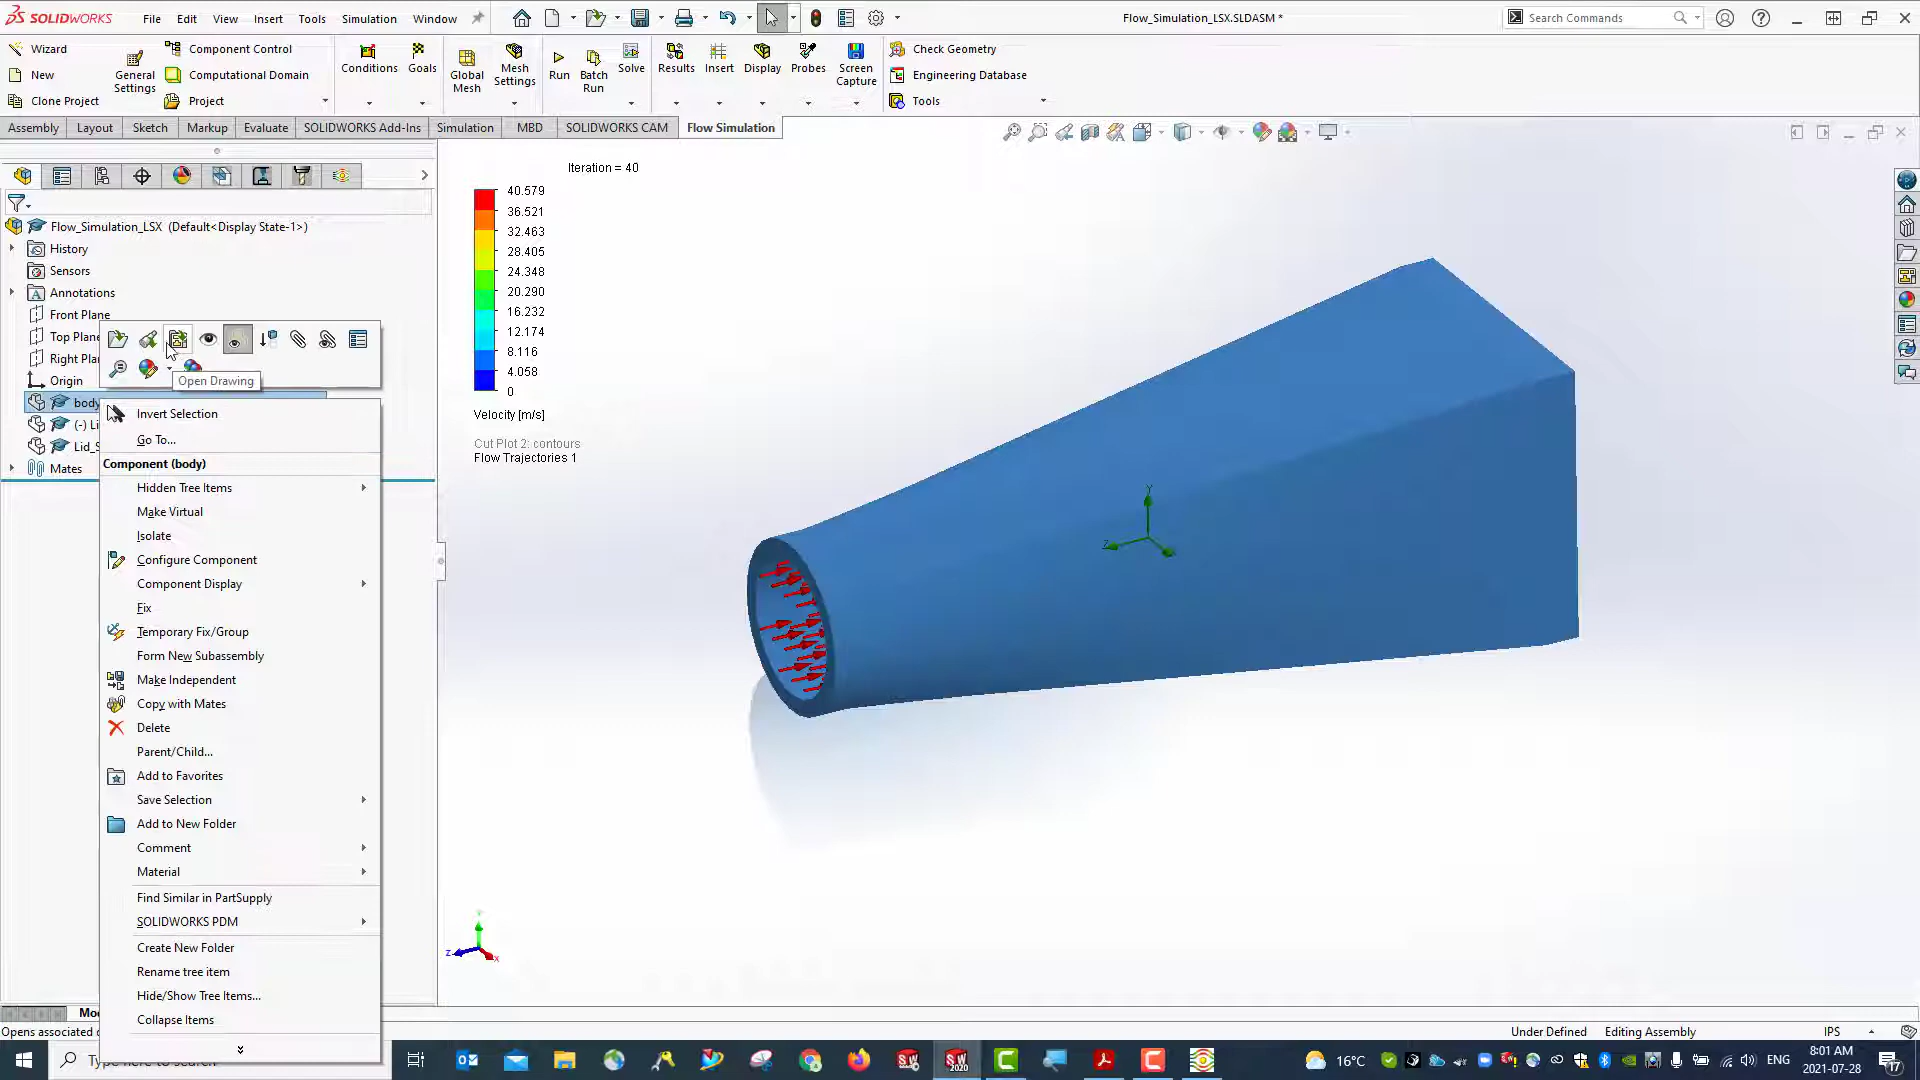 SOLIDWORKS
File
Edit
View
Insert
Tools
Simulation
Window
Flow_Simulation_LSX.SLDASM *
Search Commands
Wizard
New
Clone Project
General
Settings
Component Control
Computational Domain
Project
Conditions
Goals
Global
Mesh
Mesh
Settings
Run
Batch
Run
Solve
Results
Insert
Display
Probes
Screen
Capture
Check Geometry
Engineering Database
Tools
Assembly
Layout
Sketch
Markup
Evaluate
SOLIDWORKS Add-Ins
Simulation
MBD
SOLIDWORKS CAM
Flow Simulation
Flow_Simulation_LSX (Default<Display State-1>)
History
Sensors
Annotations
Front Plane
Top Plane
Right Pla
Origin
body
(-) Li
Lid_S
Mates
Open Drawing
Invert Selection
Go To...
Component (body)
Hidden Tree Items
Make Virtual
Isolate
Configure Component
Component Display
Fix
Temporary Fix/Group
Form New Subassembly
Make Independent
Copy with Mates
Delete
Parent/Child...
Add to Favorites
Save Selection
Add to New Folder
Comment
Material
Find Similar in PartSupply
SOLIDWORKS PDM
Create New Folder
Rename tree item
Hide/Show Tree Items...
Collapse Items
Iteration = 40
40.579
36.521
32.463
28.405
24.348
20.290
16.232
12.174
8.116
4.058
0
Velocity [m/s]
Cut Plot 2: contours
Flow Trajectories 1
Y
Z
Y
Z
X
Opens associated
Under Defined
Editing Assembly
IPS
SW
2020
16°C
ENG
8:01 AM
2021-07-28
17